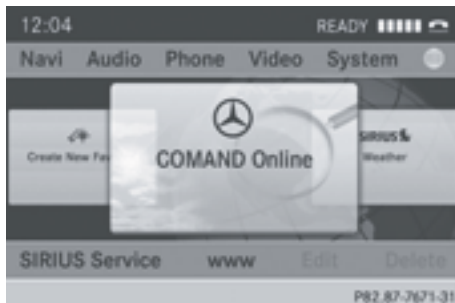 12:04 READY
Navi Audio Phone Video System
COMAND Online
Create New Fav
SIRIUS
Weather
SIRIUS Service www Edit Delete
P82.87-7671-31